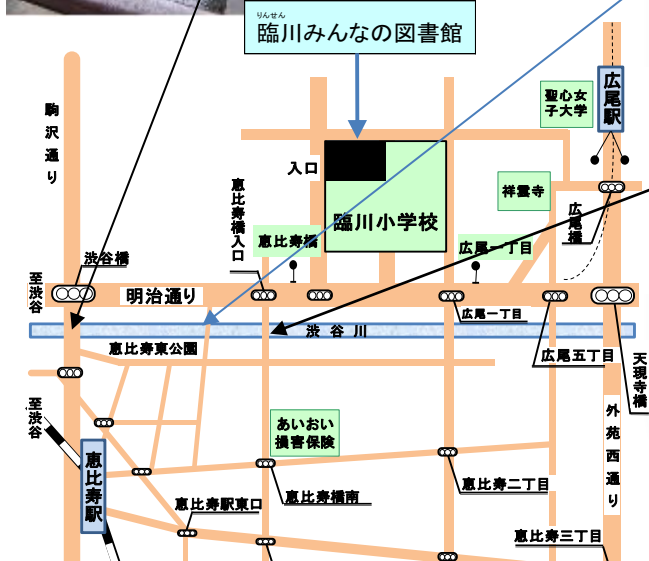 りんせん
臨川みんなの図書館
駒沢通り
聖心女
子大学
広尾駅
入口
臨川小学校
祥雲寺
恵比寿橋入口
恵比寿橋
広尾一丁目
広尾橋
渋谷橋
至渋谷
明治通り
広尾一丁目
渋谷川
恵比寿東公園
広尾五丁目
天現寺橋
至渋谷
あいおい
損害保険
外苑西通り
恵比寿駅
恵比寿駅東口
恵比寿橋南
恵比寿二丁目
恵比寿三丁目